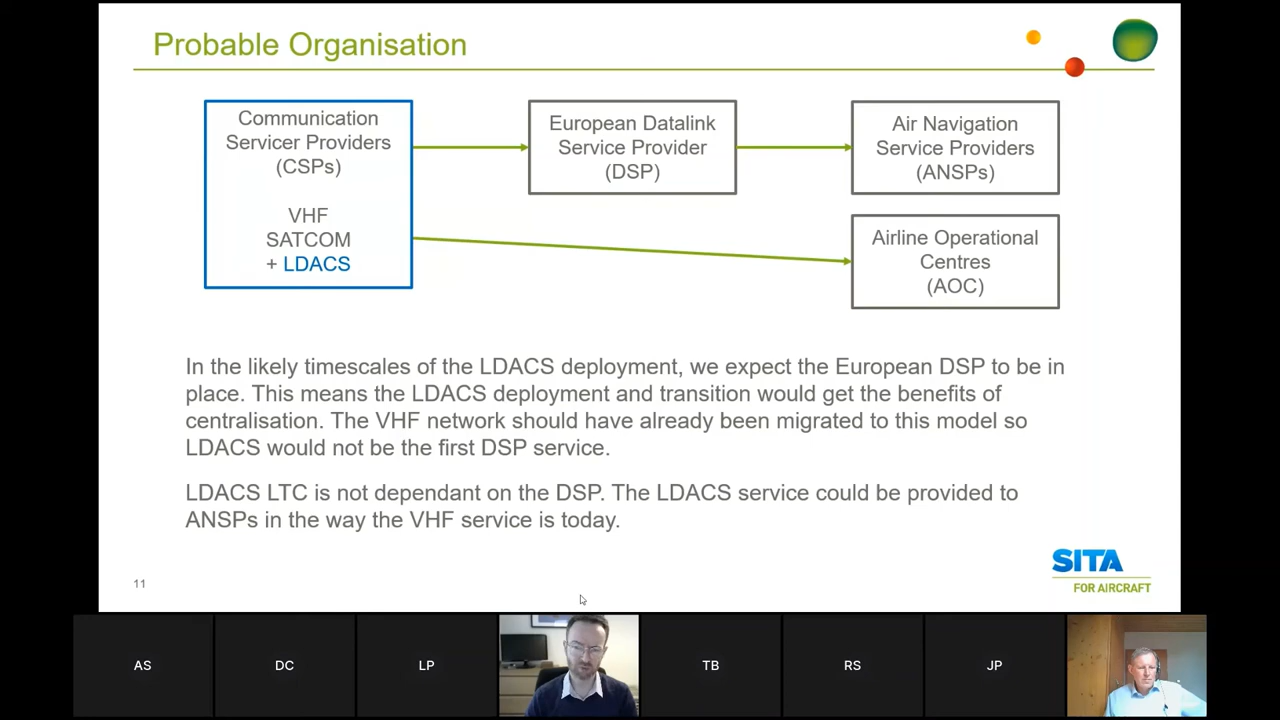 Probable Organisation
Communication
Servicer Providers
(CSPs)
VHF
SATCOM
+ LDACS
European Datalink
Service Provider
(DSP)
Air Navigation
Service Providers
(ANSPs)
Airline Operational
Centres
(AOC)
In the likely timescales of the LDACS deployment, we expect the European DSP to be in
place. This means the LDACS deployment and transition would get the benefits of
centralisation. The VHF network should have already been migrated to this model so
LDACS would not be the first DSP service.
LDACS LTC is not dependant on the DSP. The LDACS service could be provided to
ANSPs in the way the VHF service is today.
11
SITA
FOR AIRCRAFT
AS
DC
LP
TB
RS
JP